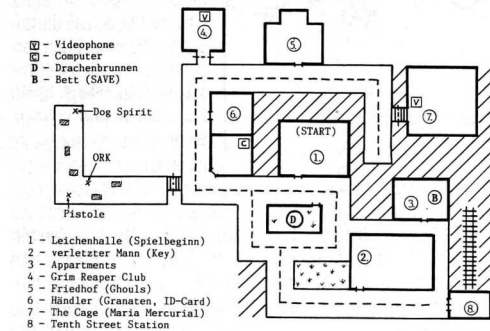 V - Videophone
C - Computer
D - Drachenbrunnen
B - Bett (SAVE)
V
4.
5.
V
7.
6.
C
(START)
1.
Dog Spirit
ORK
Pistole
3.
B
D
2.
8.
1 - Leichenhalle (Spielbeginn)
2 - verletzter Mann (Key)
3 - Appartments
4 - Grim Reaper Club
5 - Friedhof (Ghouls)
6 - Händler (Granaten, ID-Card)
7 - The Cage (Maria Mercurial)
8 - Tenth Street Station